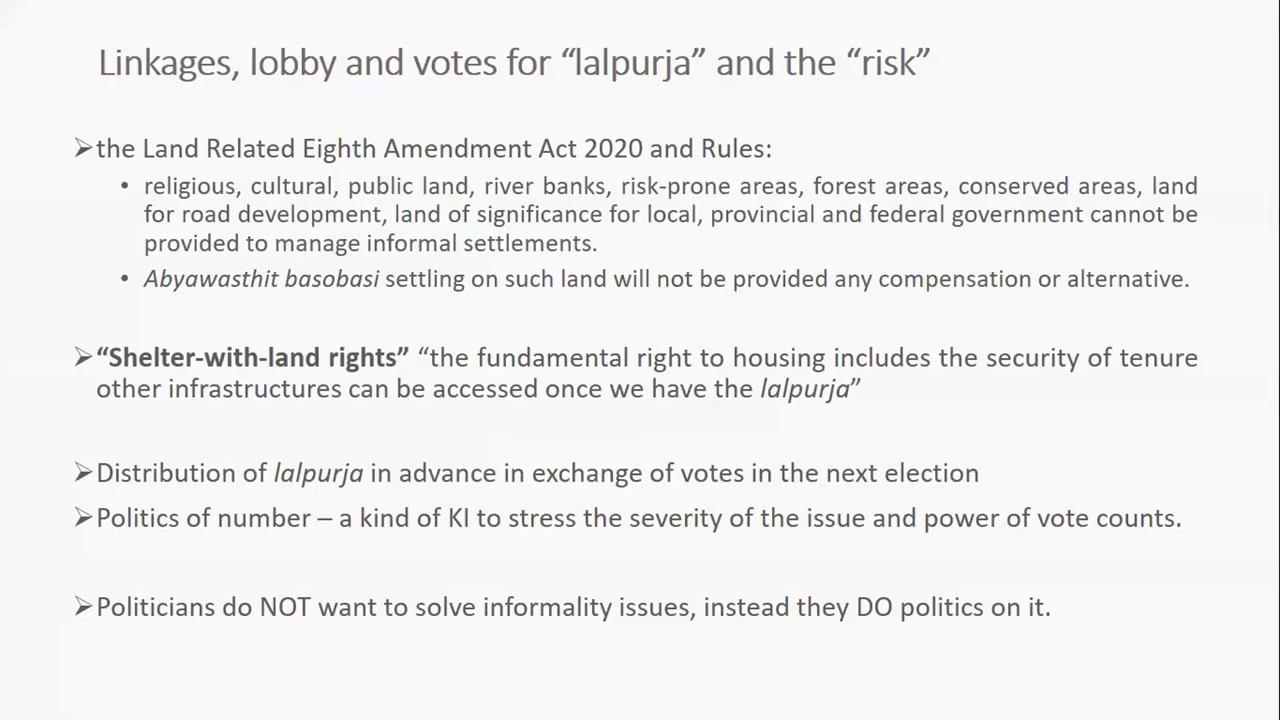 Linkages, lobby and votes for “lalpurja” and the “risk”
➢the Land Related Eighth Amendment Act 2020 and Rules:
• religious, cultural, public land, river banks, risk-prone areas, forest areas, conserved areas, land
for road development, land of significance for local, provincial and federal government cannot be
provided to manage informal settlements.
• Abyawasthit basobasi settling on such land will not be provided any compensation or alternative.
➢“Shelter-with-land rights” “the fundamental right to housing includes the security of tenure
other infrastructures can be accessed once we have the lalpurja”
➢Distribution of lalpurja in advance in exchange of votes in the next election
➢Politics of number – a kind of KI to stress the severity of the issue and power of vote counts.
➢Politicians do NOT want to solve informality issues, instead they DO politics on it.